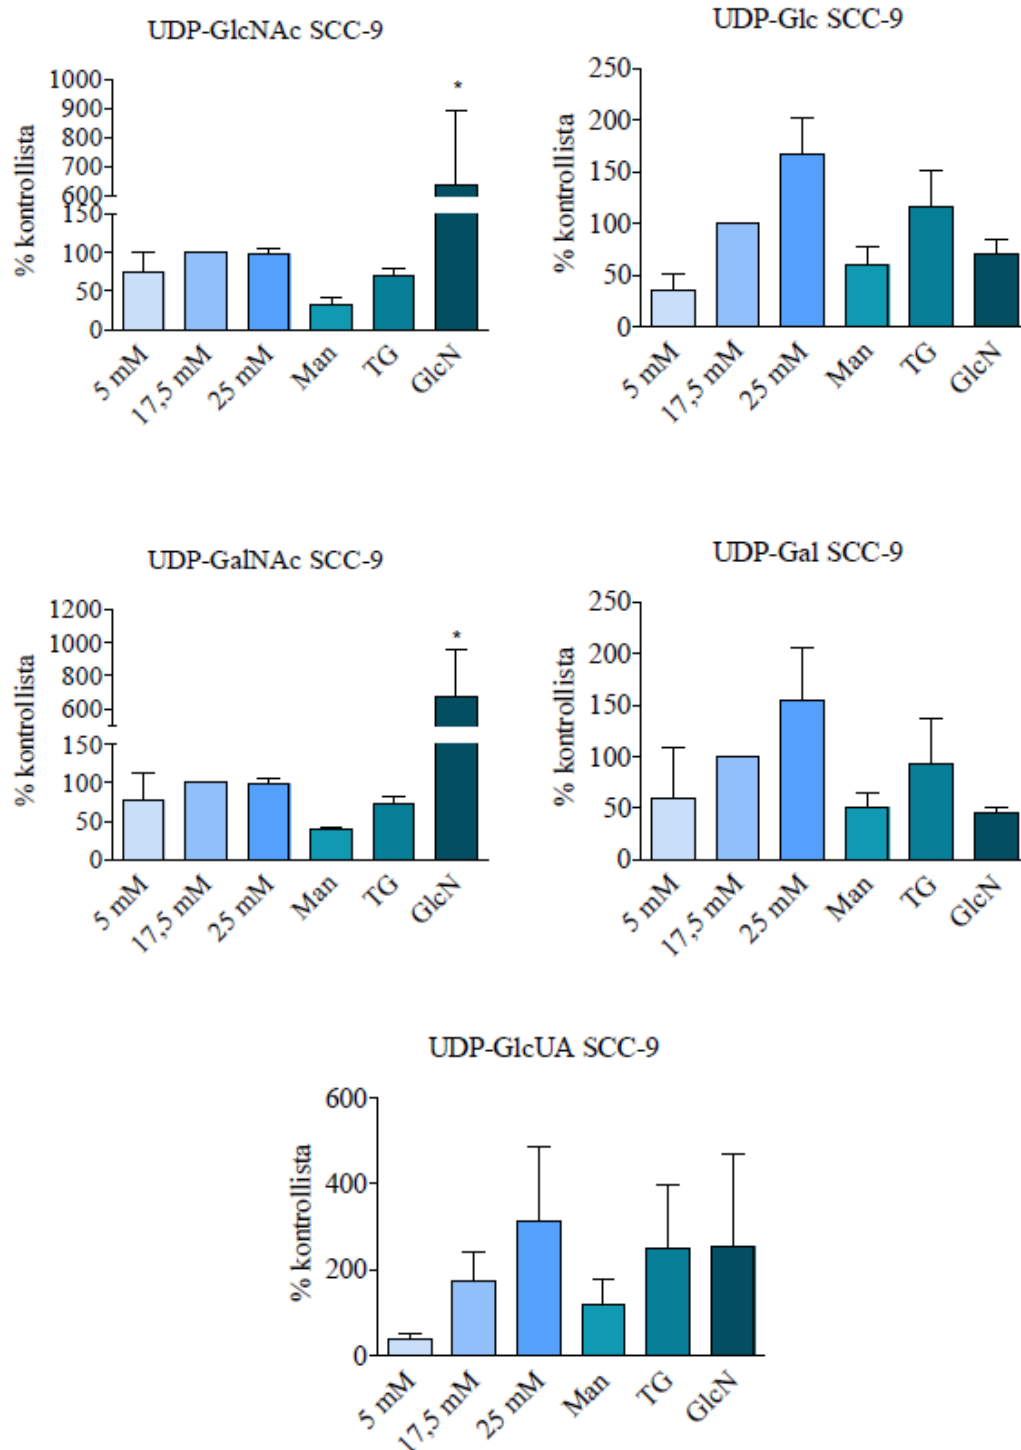 UDP-GlcNAc SCC-9
% kontrollista
1000
900
800
700
600
150
100
50
0
*
5 mM
17,5 mM
25 mM
Man
TG
GlcN
UDP-Glc SCC-9
% kontrollista
250
200
150
100
50
0
5 mM
17,5 mM
25 mM
Man
TG
GlcN
UDP-GalNAc SCC-9
% kontrollista
1200
1000
800
600
150
100
50
0
*
5 mM
17,5 mM
25 mM
Man
TG
GlcN
UDP-Gal SCC-9
% kontrollista
250
200
150
100
50
0
5 mM
17,5 mM
25 mM
Man
TG
GlcN
UDP-GlcUA SCC-9
% kontrollista
600
400
200
0
5 mM
17,5 mM
25 mM
Man
TG
GlcN